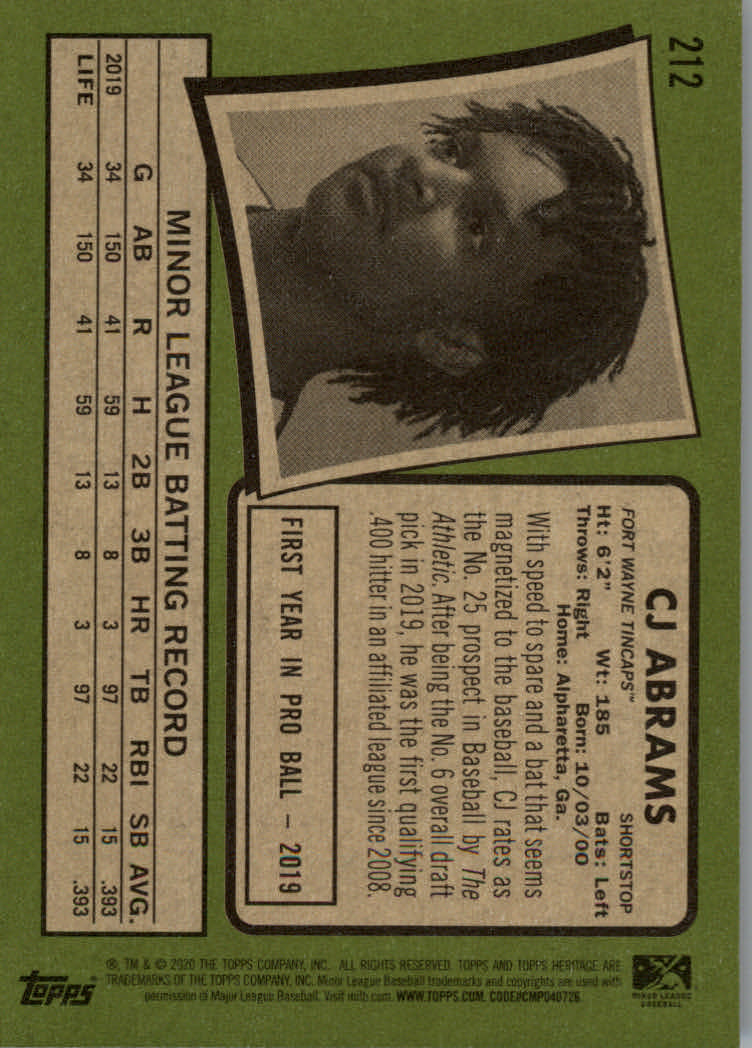 212
CJ ABRAMS
FORT WAYNE TINCAPS™ SHORTSTOP
Ht: 6'2" Wt: 185 Bats: Left
Throws: Right Born: 10/03/00
Home: Alpharetta, Ga.
With speed to spare and a bat that seems
magnetized to the baseball, CJ rates as
the No. 25 prospect in Baseball by The
Athletic. After being the No. 6 overall draft
pick in 2019, he was the first qualifying
.400 hitter in an affiliated league since 2008.
FIRST YEAR IN PRO BALL – 2019
MINOR LEAGUE BATTING RECORD
G AB R H 2B 3B HR TB RBI SB AVG.
2019 34 150 41 59 13 8 3 97 22 15 .393
LIFE 34 150 41 59 13 8 3 97 22 15 .393
MINOR LEAGUE
BASEBALL
®, TM & © 2020 THE TOPPS COMPANY, INC. ALL RIGHTS RESERVED. TOPPS AND TOPPS HERITAGE ARE
TRADEMARKS OF THE TOPPS COMPANY, INC. Minor League Baseball trademarks and copyrights are used with
permission of Major League Baseball. Visit milb.com. WWW.TOPPS.COM. CODE#CMP040726
topps